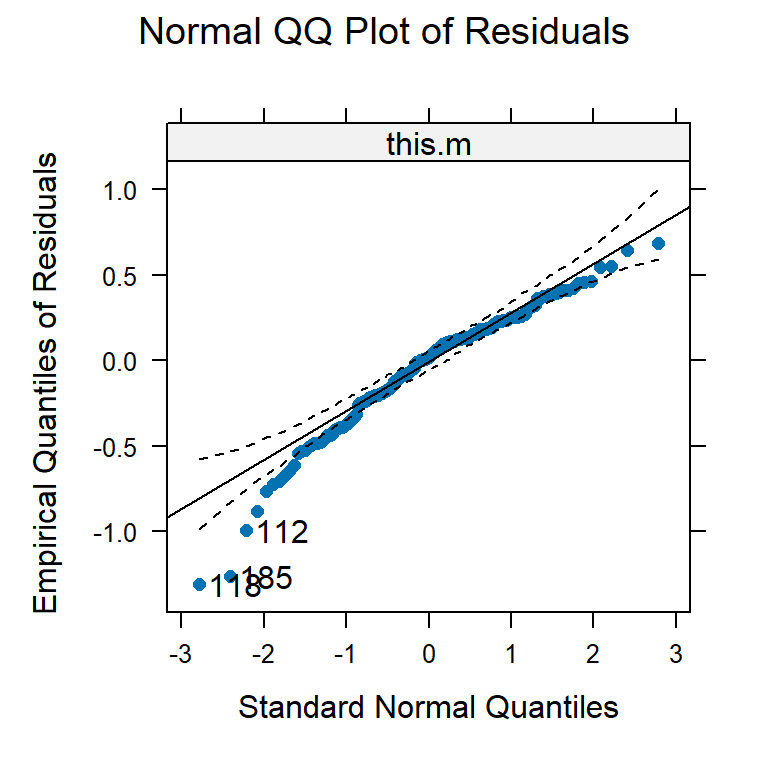 Normal QQ Plot of Residuals
this.m
Empirical Quantiles of Residuals
1.0
0.5
0.0
-0.5
-1.0
112
185
118
-3 -2 -1 0 1 2 3
Standard Normal Quantiles